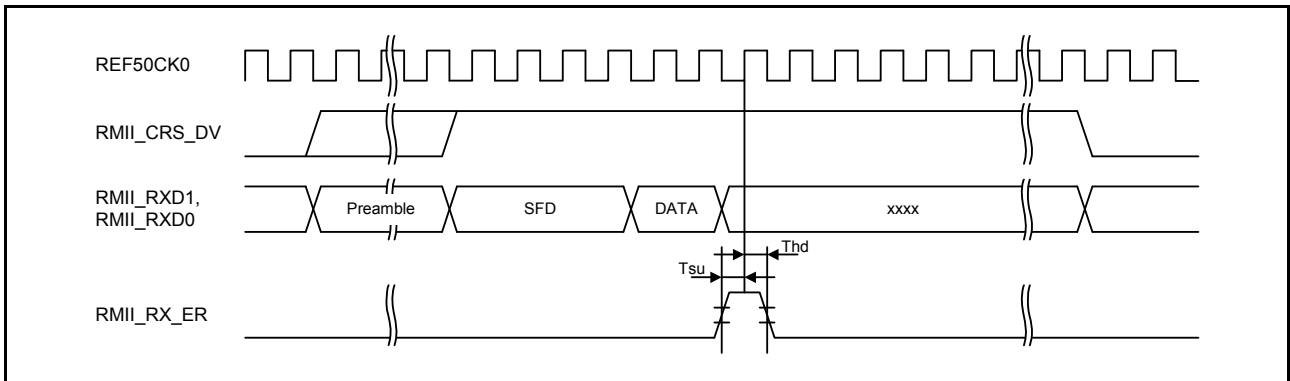 REF50CK0
RMII_CRS_DV
RMII_RXD1,
RMII_RXD0
Preamble
SFD
DATA
xxxx
Thd
Tsu
RMII_RX_ER